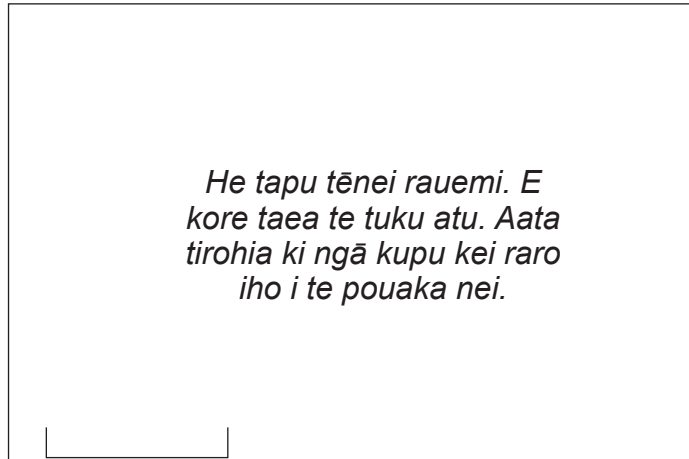 He tapu tēnei rauemi. E
kore taea te tuku atu. Aata
tirohia ki ngā kupu kei raro
iho i te pouaka nei.